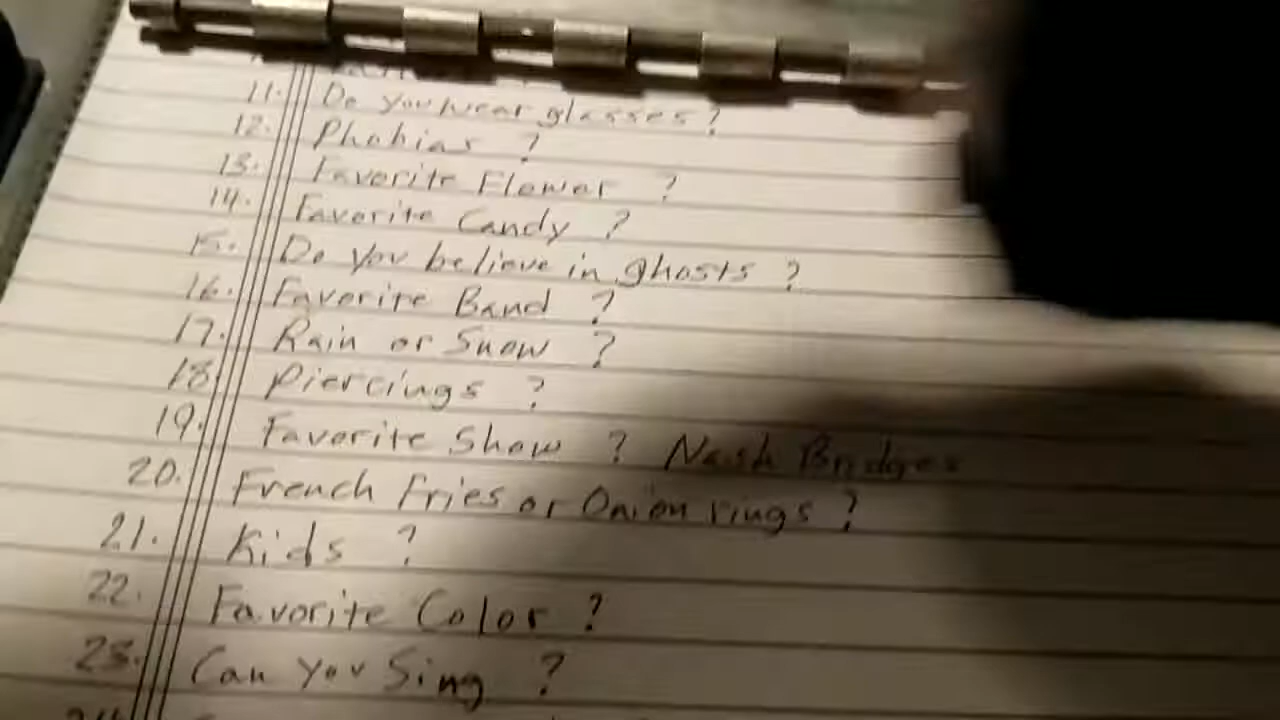 11. Do you wear glasses?
12. Phobias ?
13. Favorite Flower ?
14. Favorite Candy ?
15. Do you believe in ghosts ?
16. Favorite Band ?
17. Rain or Snow ?
18. Piercings ?
19. Favorite Show ? Nash Bridges
20. French Fries or Onion rings ?
21. Kids ?
22. Favorite Color ?
23. Can You Sing ?